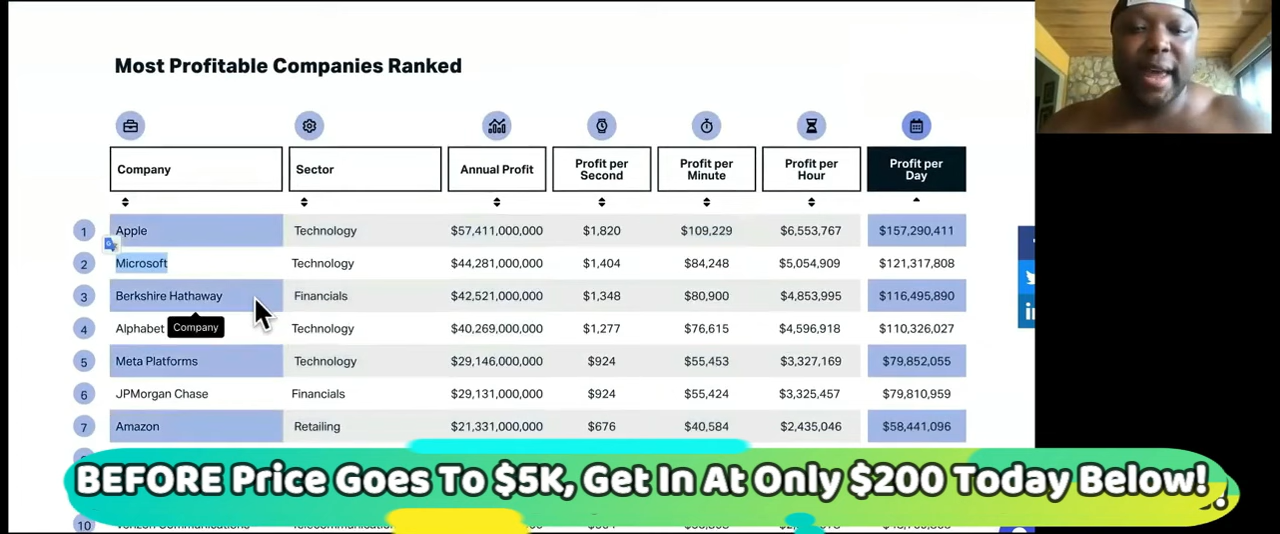 Most Profitable Companies Ranked
Company Sector Annual Profit Profit per Second Profit per Minute Profit per Hour Profit per Day
1 Apple Technology $57,411,000,000 $1,820 $109,229 $6,553,767 $157,290,411
2 Microsoft Technology $44,281,000,000 $1,404 $84,248 $5,054,909 $121,317,808
3 Berkshire Hathaway Financials $42,521,000,000 $1,348 $80,900 $4,853,995 $116,495,890
4 Alphabet Technology $40,269,000,000 $1,277 $76,615 $4,596,918 $110,326,027
Company
5 Meta Platforms Technology $29,146,000,000 $924 $55,453 $3,327,169 $79,852,055
6 JPMorgan Chase Financials $29,131,000,000 $924 $55,424 $3,325,457 $79,810,959
7 Amazon Retailing $21,331,000,000 $676 $40,584 $2,435,046 $58,441,096
BEFORE Price Goes To $5K, Get In At Only $200 Today Below!
10